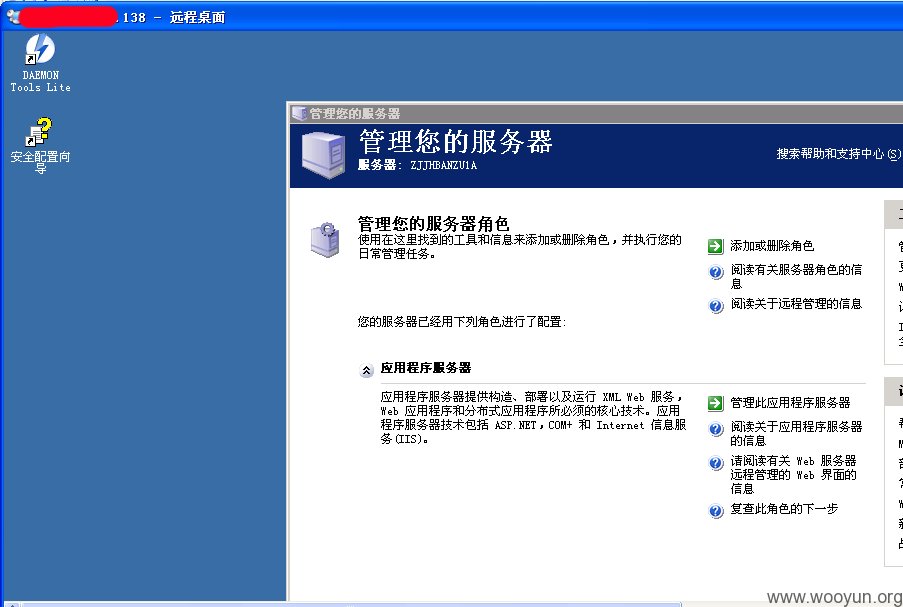 .138 - 远程桌面
DAEMON
Tools Lite
安全配置向
导
管理您的服务器
管理您的服务器
服务器: ZJJHBANZU1A
搜索帮助和支持中心(S)
管理您的服务器角色
使用在这里找到的工具和信息来添加或删除角色，并执行您的
日常管理任务。
添加或删除角色
阅读有关服务器角色的信
息
阅读关于远程管理的信息
您的服务器已经用下列角色进行了配置:
应用程序服务器
应用程序服务器提供构造、部署以及运行 XML Web 服务，
Web 应用程序和分布式应用程序所必须的核心技术。应用
程序服务器技术包括 ASP.NET，COM+ 和 Internet 信息服
务(IIS)。
管理此应用程序服务器
阅读关于应用程序服务器
的信息
请阅读有关 Web 服务器
远程管理的 Web 界面的
信息
复查此角色的下一步
www.wooyun.org